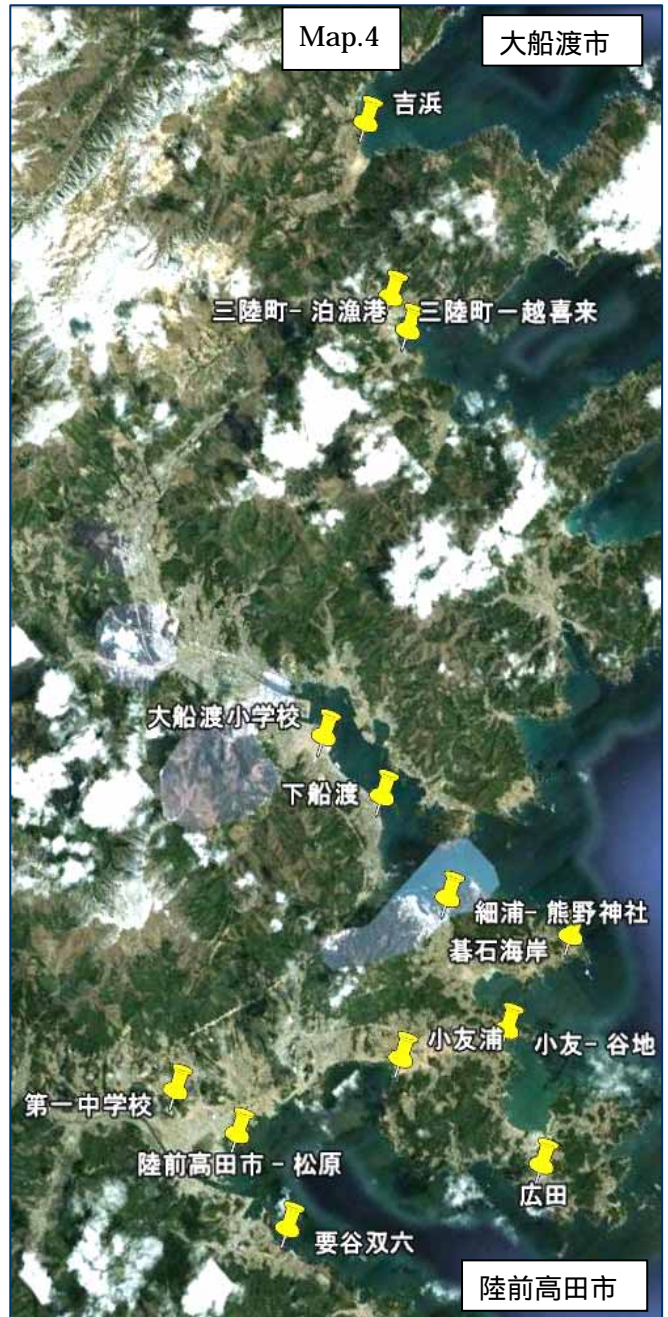 Map.4
大船渡市
吉浜
三陸町-泊漁港
三陸町ー越喜来
大船渡小学校
下船渡
細浦-熊野神社
碁石海岸
小友浦
小友-谷地
第一中学校
陸前高田市-松原
広田
要谷双六
陸前高田市